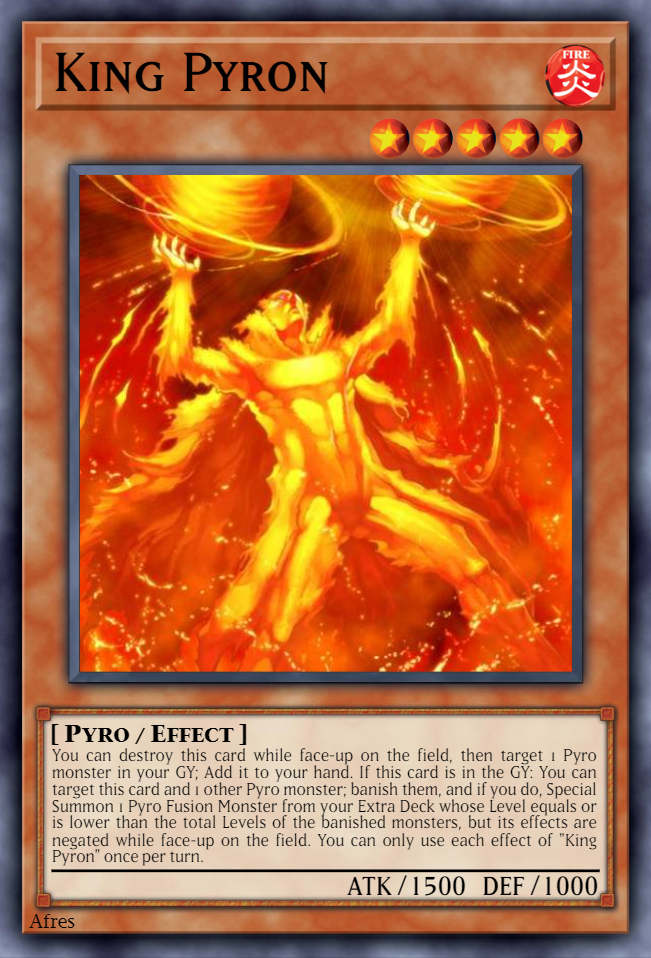 King Pyron
FIRE
炎
[ Pyro / Effect ]
You can destroy this card while face-up on the field, then target 1 Pyro
monster in your GY; Add it to your hand. If this card is in the GY: You can
target this card and 1 other Pyro monster; banish them, and if you do, Special
Summon 1 Pyro Fusion Monster from your Extra Deck whose Level equals or
is lower than the total Levels of the banished monsters, but its effects are
negated while face-up on the field. You can only use each effect of "King
Pyron" once per turn.
ATK / 1500 DEF / 1000
Afres